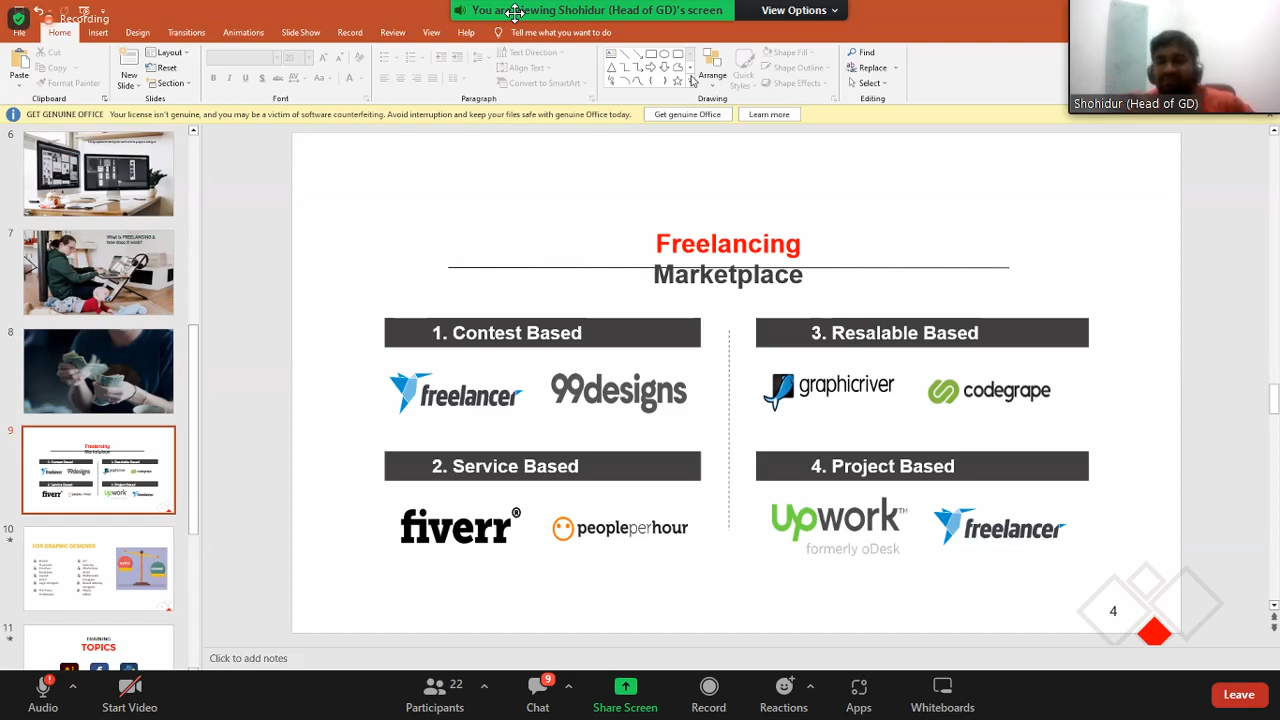 Recording
You are viewing Shohidur (Head of GD)'s screen
View Options
File
Home
Insert
Design
Transitions
Animations
Slide Show
Record
Review
View
Help
Tell me what you want to do
Paste
Cut
Copy
Format Painter
Clipboard
New
Slide
Layout
Reset
Section
Slides
20
B I U S
Aa
A
Font
Text Direction
Align Text
Convert to SmartArt
Paragraph
Arrange
Quick
Styles
Shape Fill
Shape Outline
Shape Effects
Drawing
Find
Replace
Select
Editing
Shohidur (Head of GD)
GET GENUINE OFFICE Your license isn't genuine, and you may be a victim of software counterfeiting. Avoid interruption and keep your files safe with genuine Office today.
Get genuine Office
Learn more
6
7
What is FREELANCING &
how does it work?
8
9
Freelancing
Marketplace
10
FOR GRAPHIC DESIGNER
11
TRAINING
TOPICS
Freelancing
Marketplace
1. Contest Based
freelancer
99designs
2. Service Based
fiverr®
peopleperhour
3. Resalable Based
graphicriver
codegrape
4. Project Based
upwork™
formerly oDesk
freelancer
4
Click to add notes
Audio
Start Video
22
Participants
9
Chat
Share Screen
Record
Reactions
Apps
Whiteboards
Leave